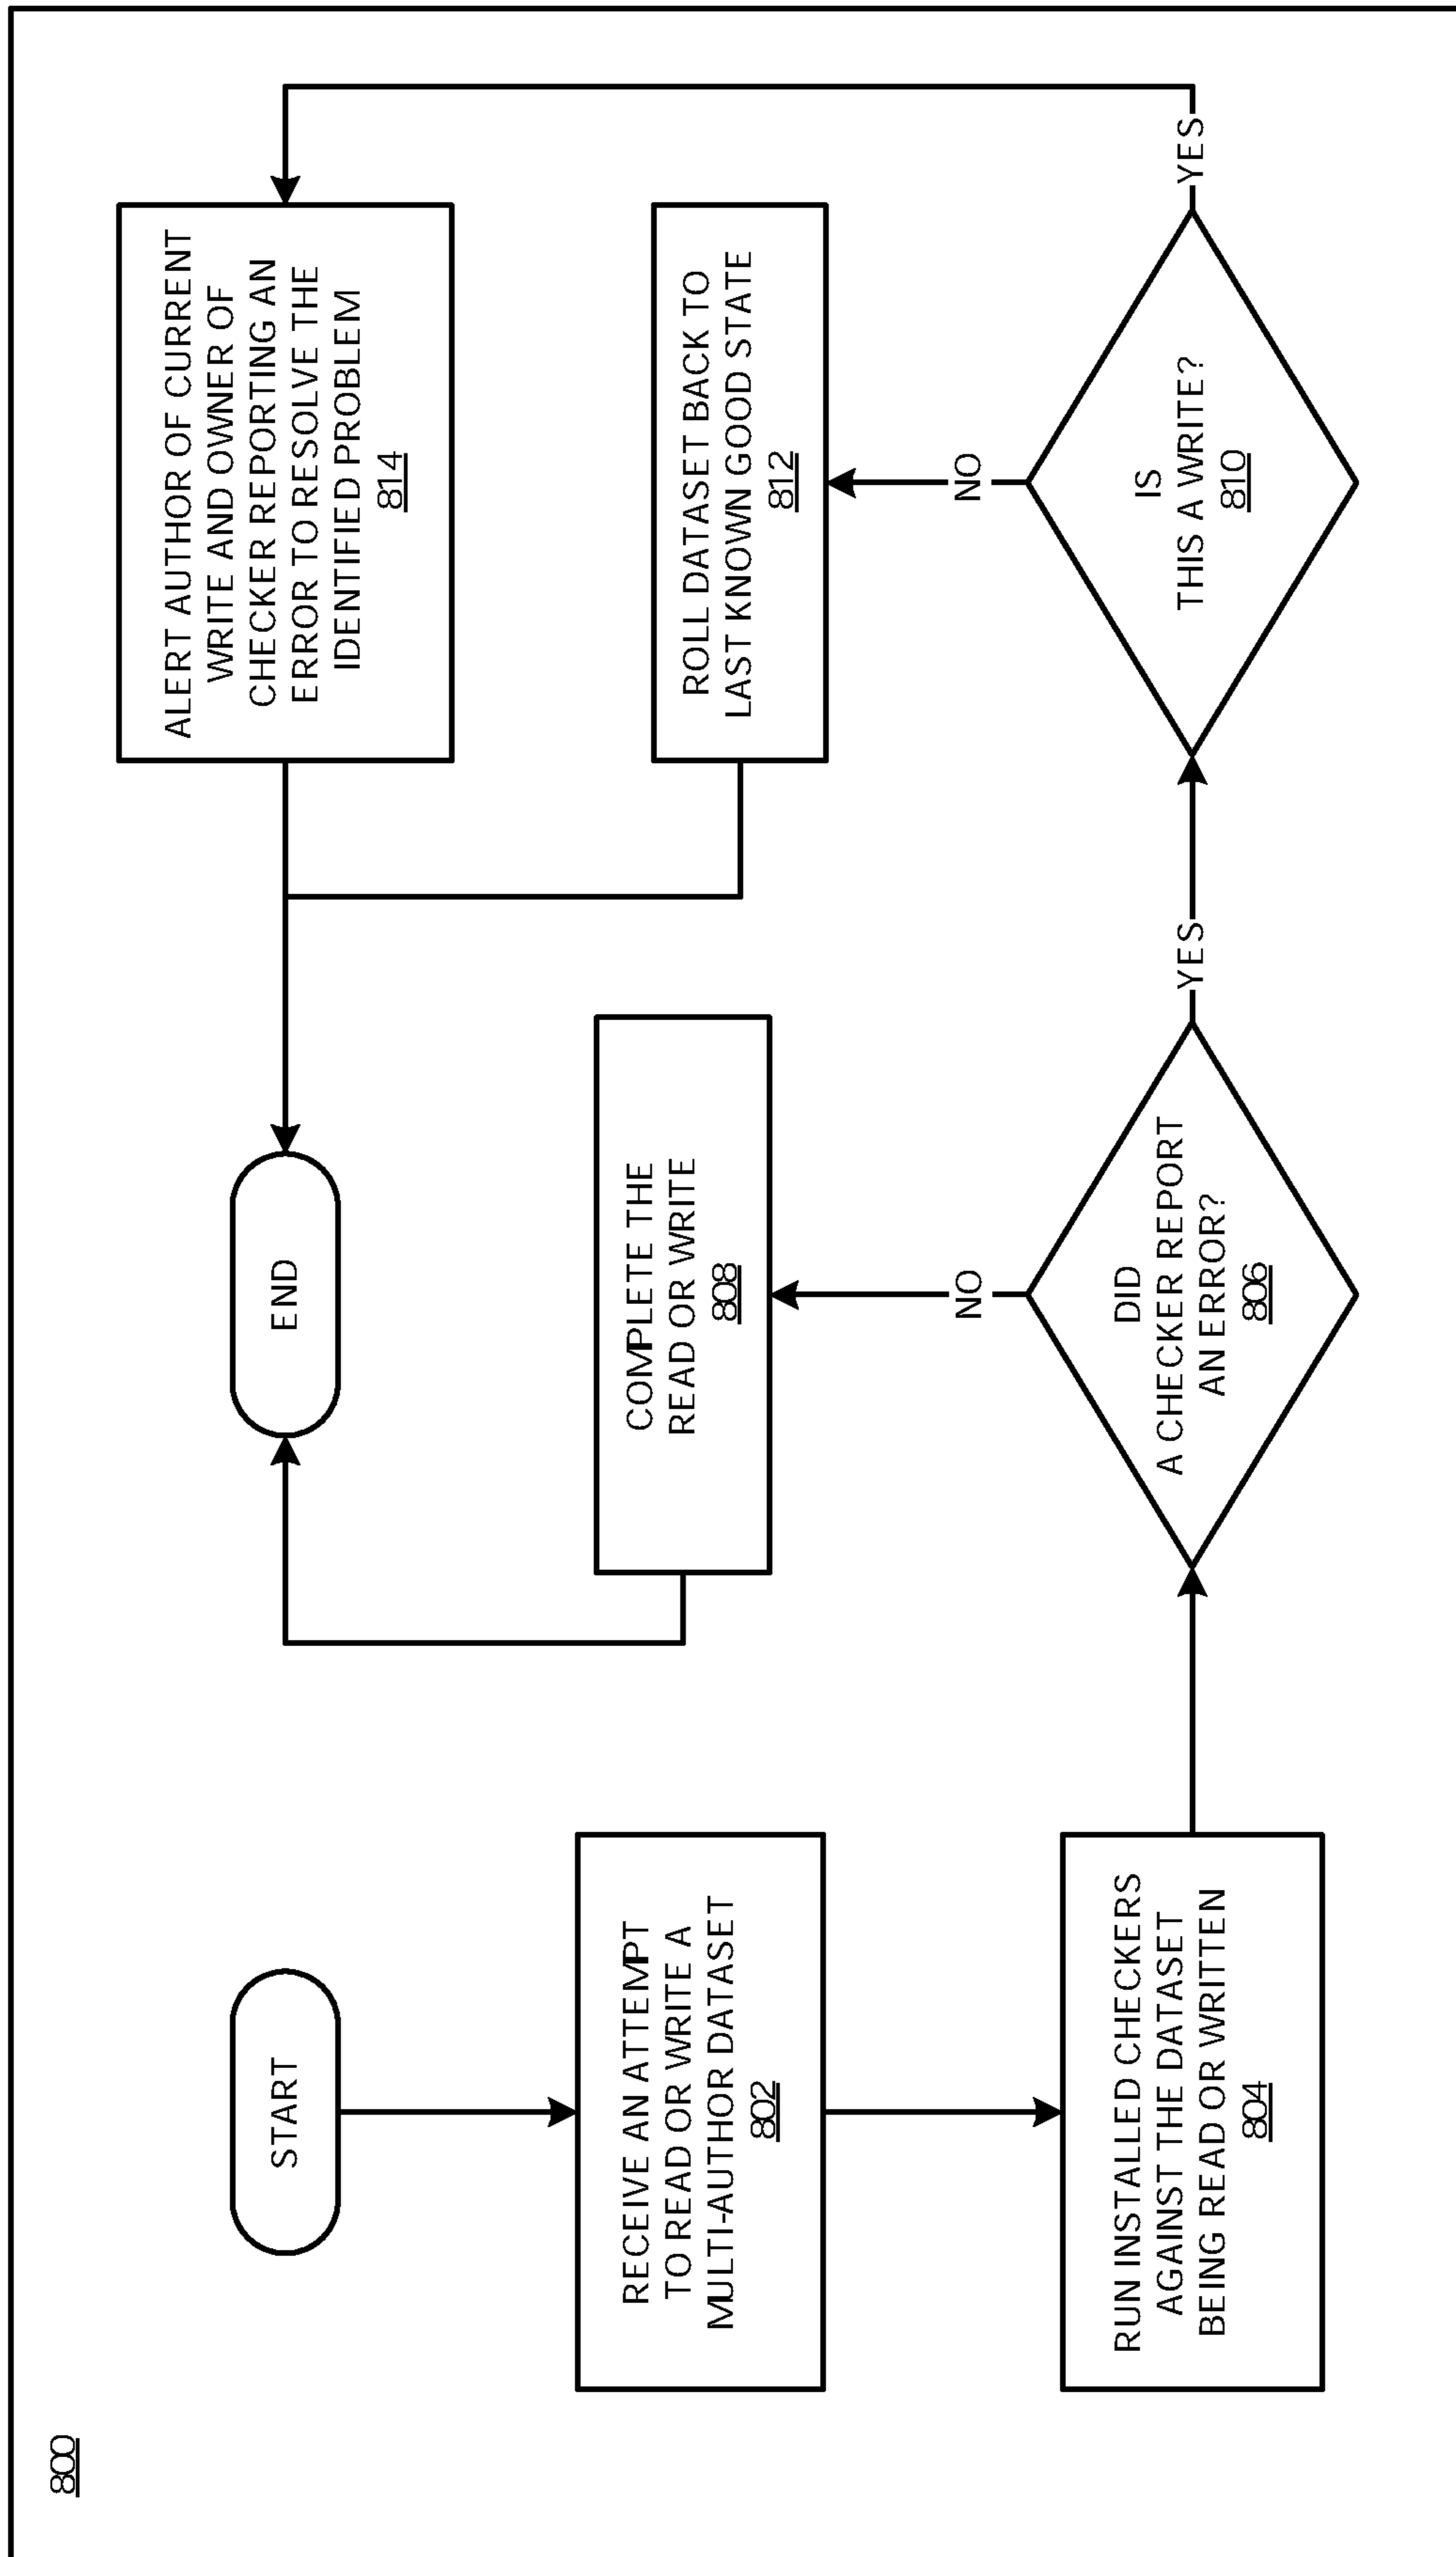 800
START
RECEIVE AN ATTEMPT
TO READ OR WRITE A
MULTI-AUTHOR DATASET
802
RUN INSTALLED CHECKERS
AGAINST THE DATASET
BEING READ OR WRITTEN
804
DID
A CHECKER REPORT
AN ERROR?
806
NO
COMPLETE THE
READ OR WRITE
808
END
YES
IS
THIS A WRITE?
810
NO
ROLL DATASET BACK TO
LAST KNOWN GOOD STATE
812
YES
ALERT AUTHOR OF CURRENT
WRITE AND OWNER OF
CHECKER REPORTING AN
ERROR TO RESOLVE THE
IDENTIFIED PROBLEM
814